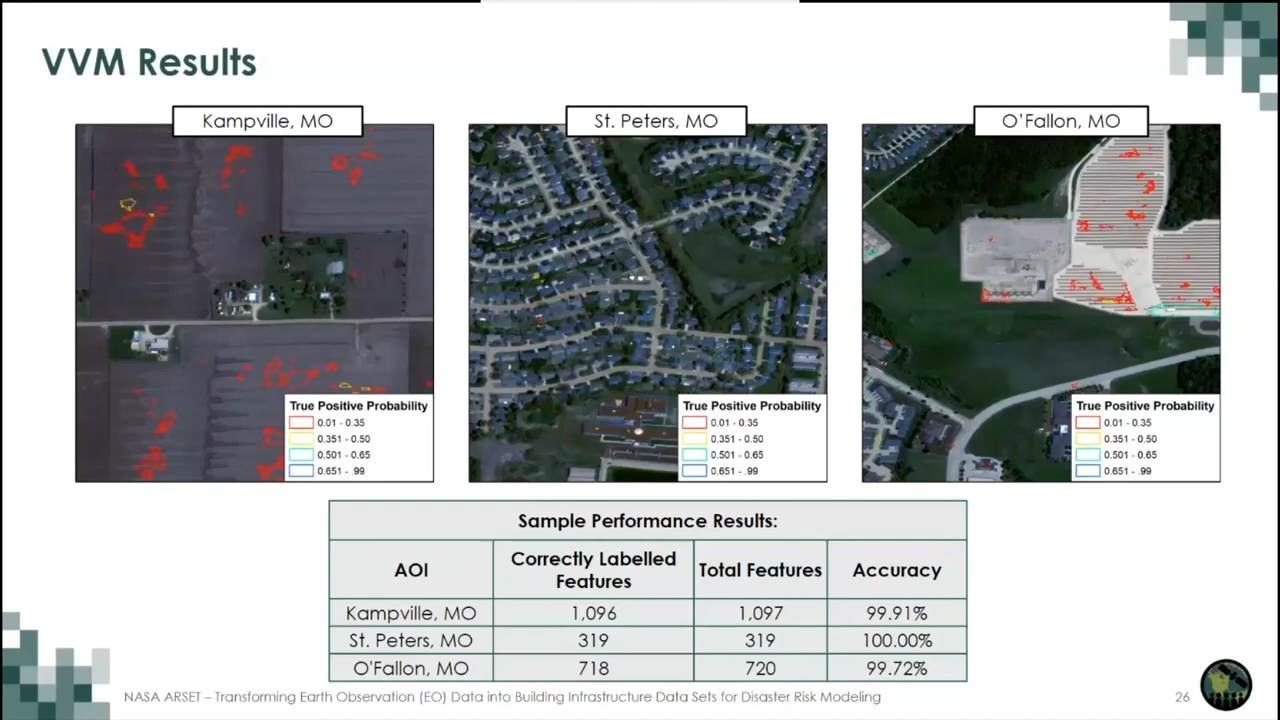 VVM Results
Kampville, MO
St. Peters, MO
O'Fallon, MO
True Positive Probability
0.01 - 0.35
0.351 - 0.50
0.501 - 0.65
0.651 - .99
True Positive Probability
0.01 - 0.35
0.351 - 0.50
0.501 - 0.65
0.651 - .99
True Positive Probability
0.01 - 0.35
0.351 - 0.50
0.501 - 0.65
0.651 - .99
Sample Performance Results:
AOI Correctly Labelled Features Total Features Accuracy
Kampville, MO 1,096 1,097 99.91%
St. Peters, MO 319 319 100.00%
O'Fallon, MO 718 720 99.72%
NASA ARSET – Transforming Earth Observation (EO) Data into Building Infrastructure Data Sets for Disaster Risk Modeling 26